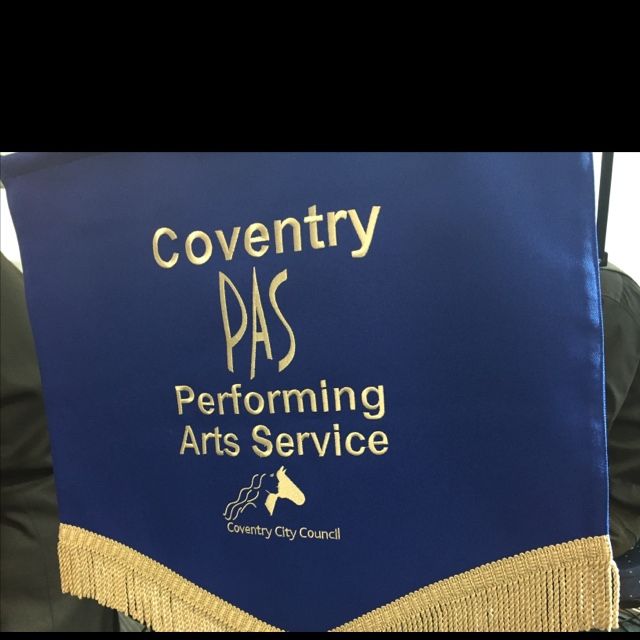 Coventry
PAS
Performing
Arts Service
Coventry City Council